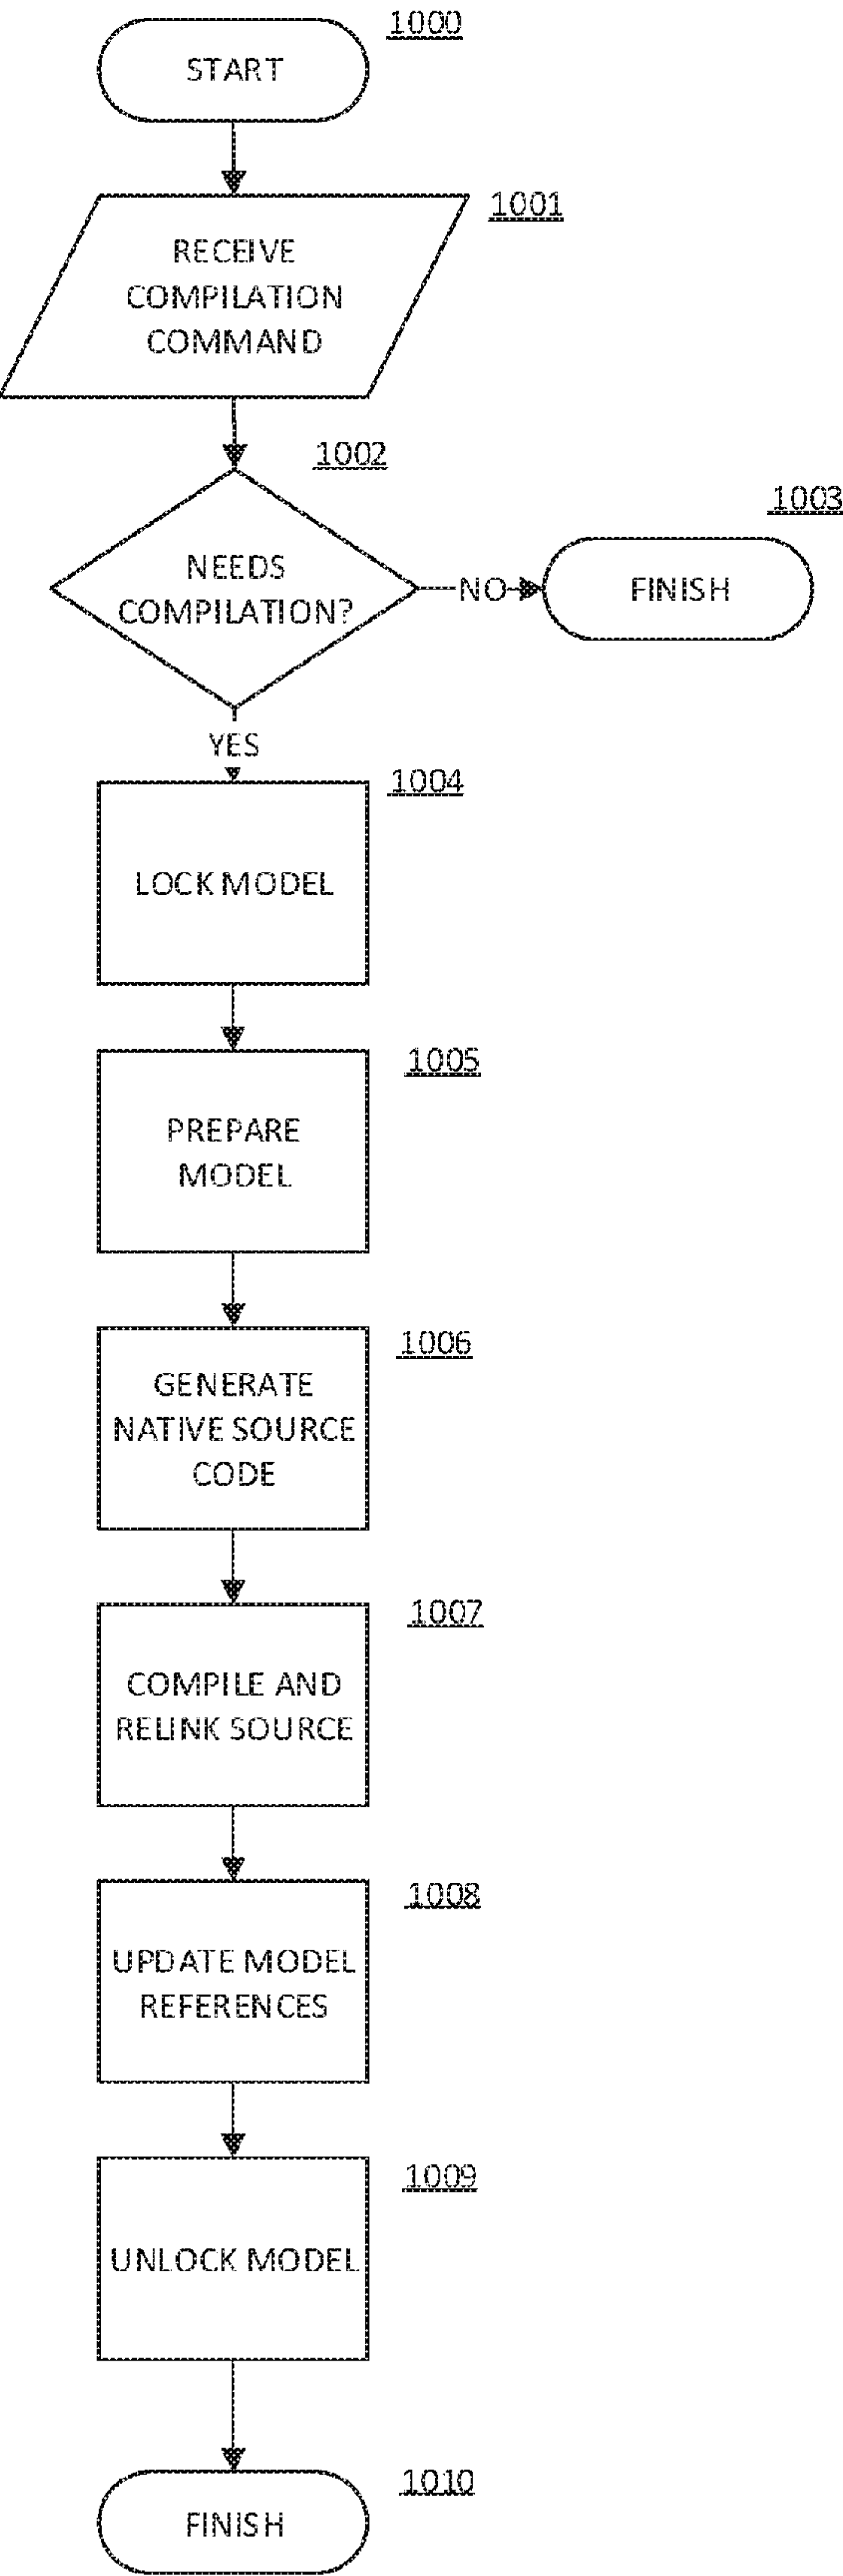 1000
START
1001
RECEIVE
COMPILATION
COMMAND
1002
NEEDS
COMPILATION?
NO
1003
FINISH
YES
1004
LOCK MODEL
1005
PREPARE
MODEL
1006
GENERATE
NATIVE SOURCE
CODE
1007
COMPILE AND
RELINK SOURCE
1008
UPDATE MODEL
REFERENCES
1009
UNLOCK MODEL
1010
FINISH